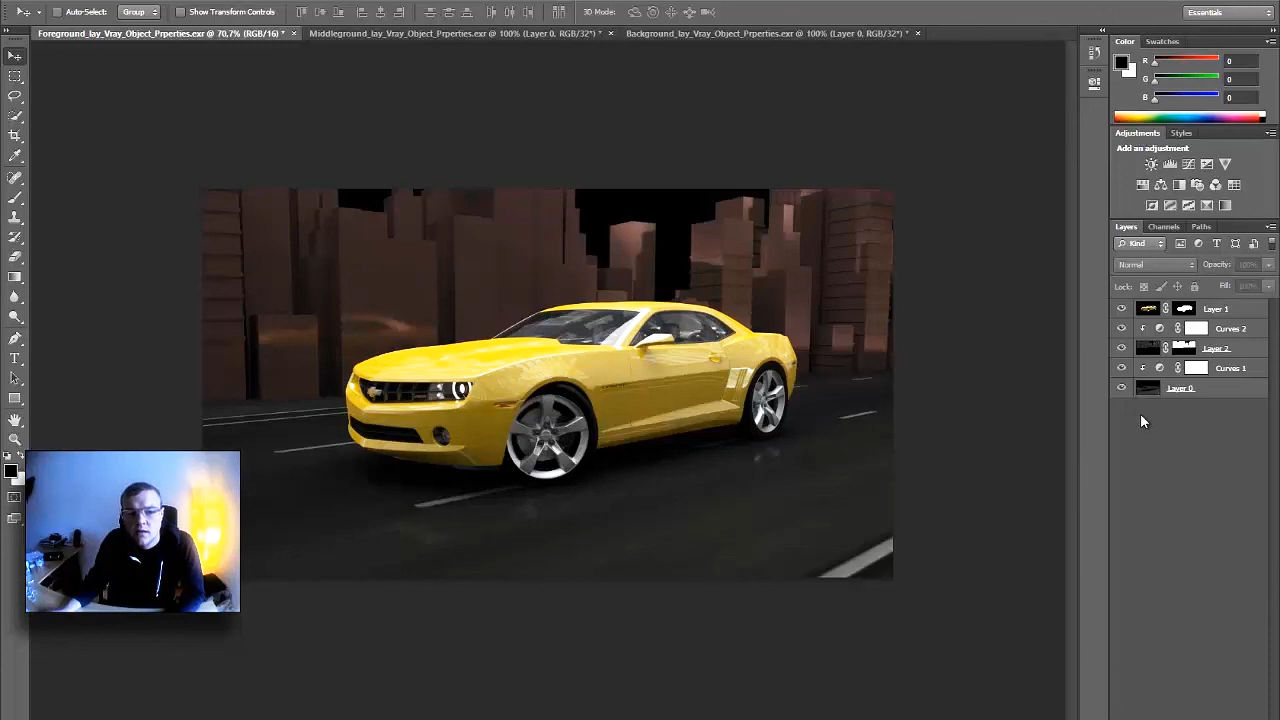 Auto-Select: Group Show Transform Controls 3D Mode: Essentials
Foreground_lay_Vray_Object_Prperties.exr @ 70,7% (RGB/16) * × Middleground_lay_Vray_Object_Prperties.exr @ 100% (Layer 0, RGB/32*) * × Background_lay_Vray_Object_Prperties.exr @ 100% (Layer 0, RGB/32*) * ×
Color Swatches
R 0
G 0
B 0
Adjustments Styles
Add an adjustment
Layers Channels Paths
Kind
Normal Opacity: 100%
Lock: Fill: 100%
Layer 1
Curves 2
Layer 2
Curves 1
Layer 0